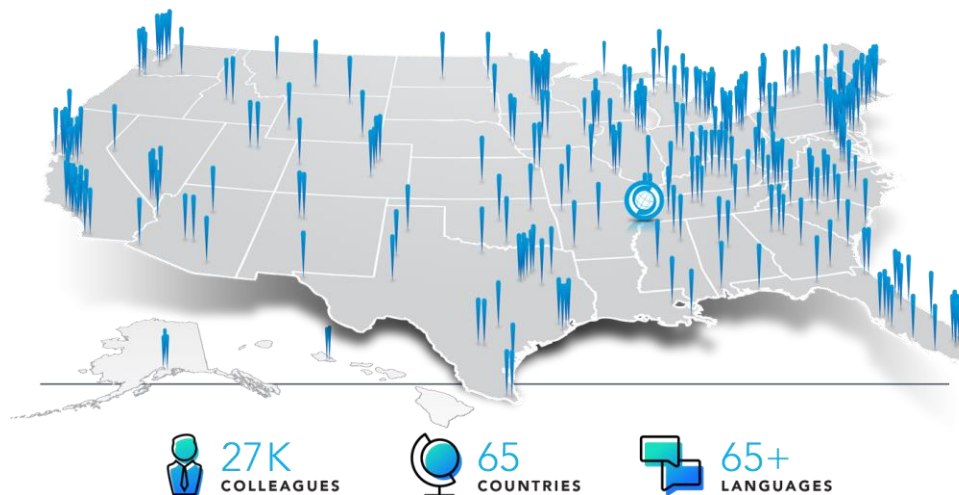 27K
COLLEAGUES
65
COUNTRIES
65+
LANGUAGES